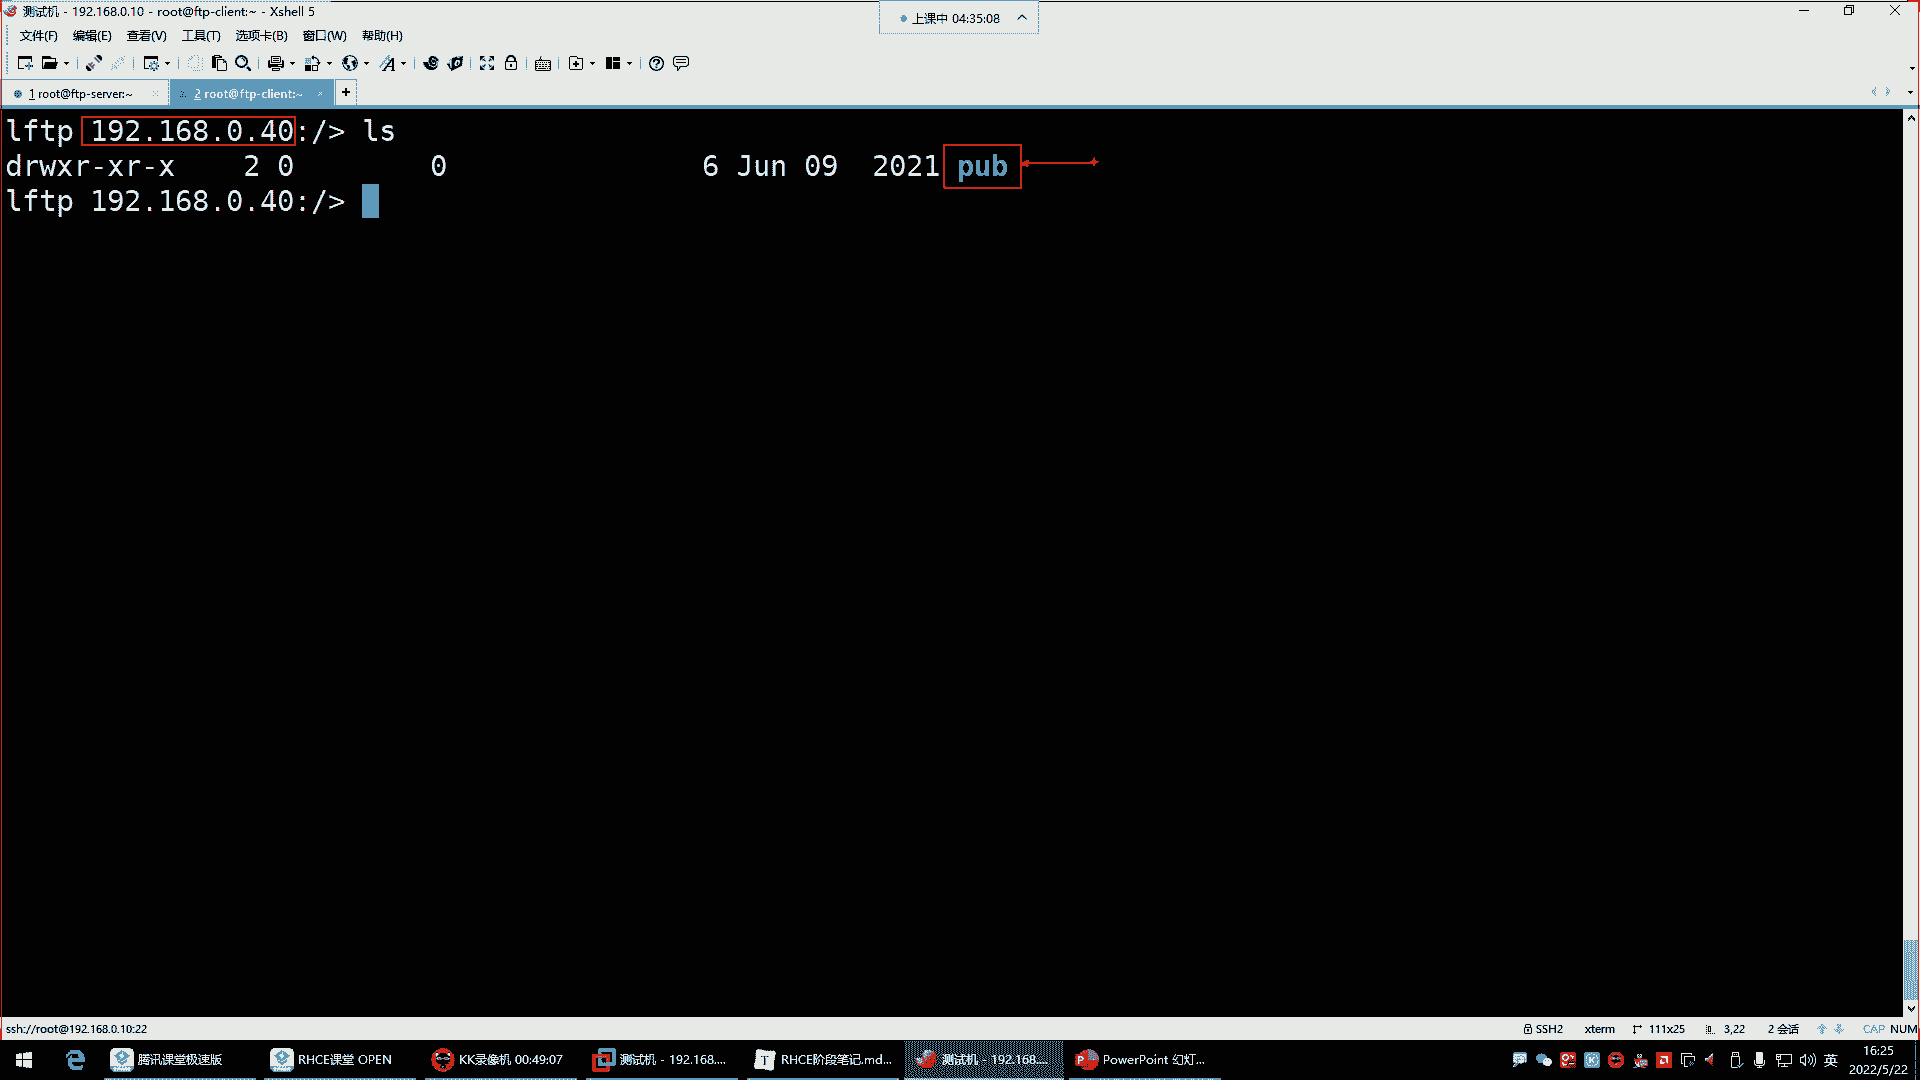 测试机 - 192.168.0.10 - root@ftp-client:~ - Xshell 5
上课中 04:35:08
文件(F) 编辑(E) 查看(V) 工具(T) 选项卡(B) 窗口(W) 帮助(H)
1 root@ftp-server:~ 2 root@ftp-client:~ +
lftp 192.168.0.40:/> ls
drwxr-xr-x 2 0 0 6 Jun 09 2021 pub
lftp 192.168.0.40:/>
ssh://root@192.168.0.10:22 SSH2 xterm 111x25 3,22 2 会话 CAP NUM
腾讯课堂极速版 RHCE课堂 OPEN KK录像机 00:49:07 测试机 - 192.168.... RHCE阶段笔记.md... 测试机 - 192.168.... PowerPoint 幻灯... 英 16:25
2022/5/22